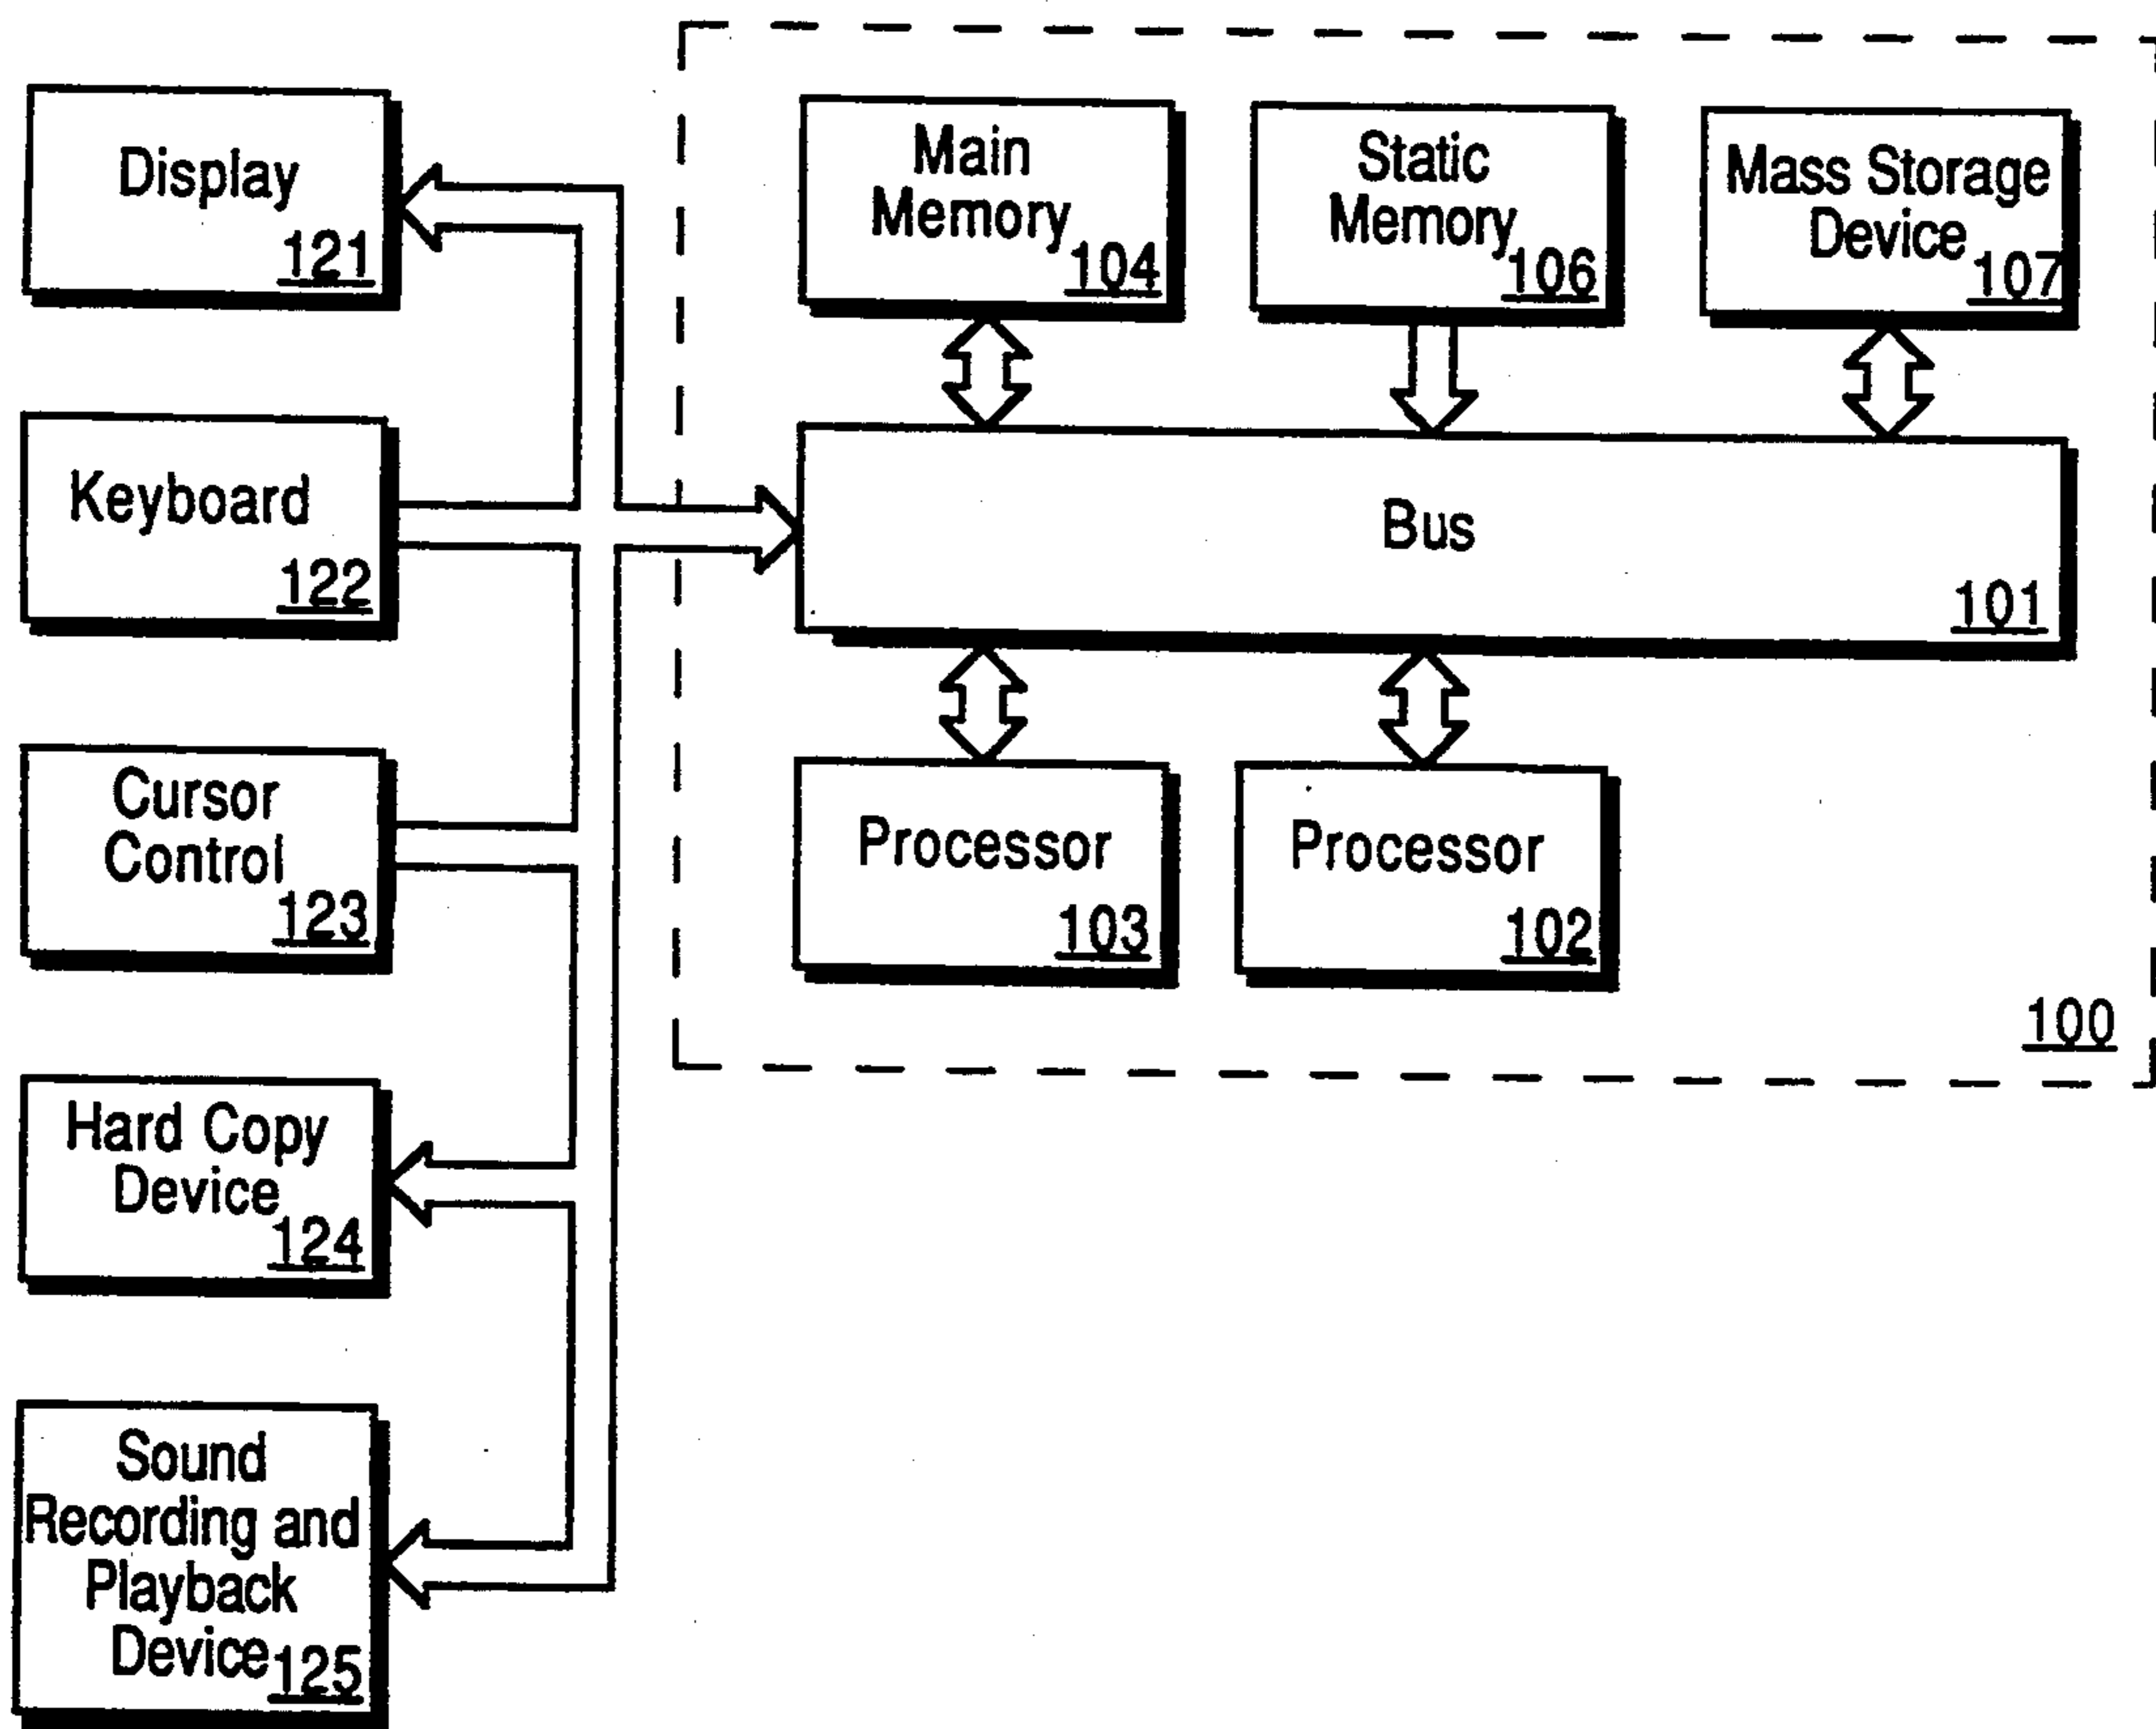 Display
121
Keyboard
122
Cursor
Control
123
Hard Copy
Device
124
Sound
Recording and
Playback
Device
125
Main
Memory
104
Static
Memory
106
Mass Storage
Device
107
Bus
101
Processor
103
Processor
102
100